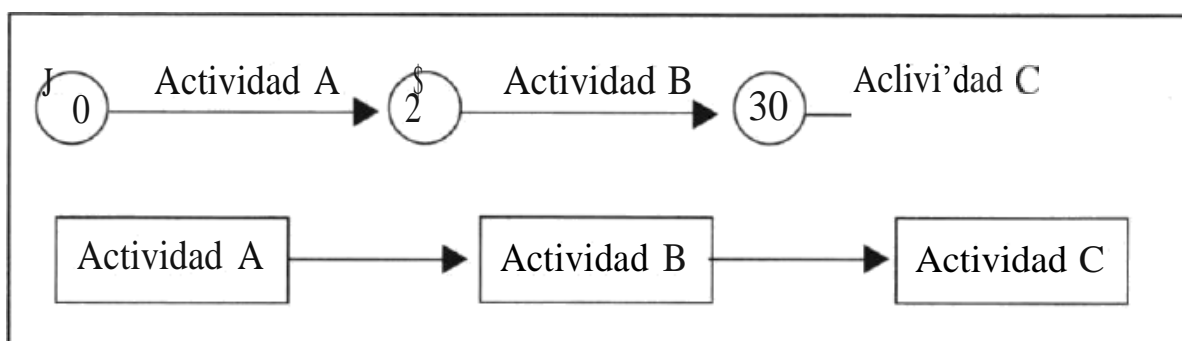 Actividad A Actividad B Aclivi’dad C
J 0 $ 2 30
Actividad A Actividad B Actividad C